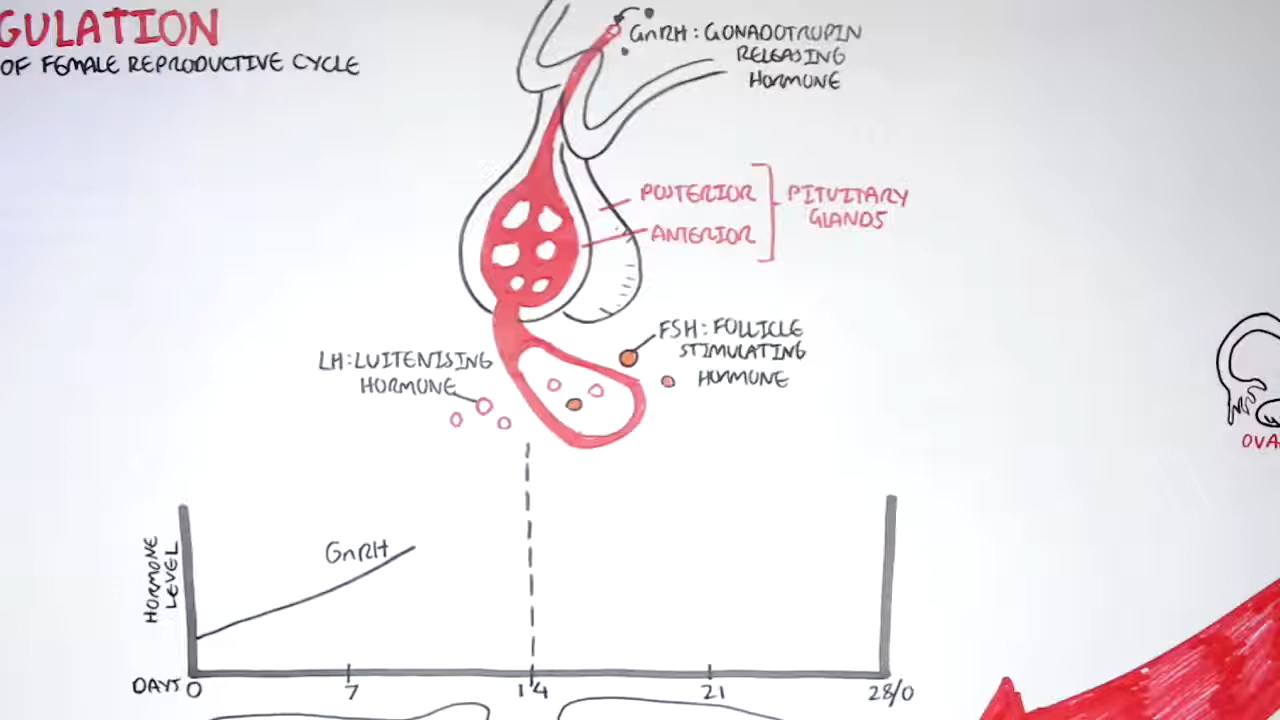 GULATION
OF FEMALE REPRODUCTIVE CYCLE
GnRH: GONADOTROPIN
RELEASING
HORMONE
POSTERIOR
ANTERIOR
PITUITARY
GLANDS
FSH: FOLLICLE
STIMULATING
HORMONE
LH: LUITENISING
HORMONE
OVA
HORMONE
LEVEL
GnRH
DAYS 0 7 14 21 28/0